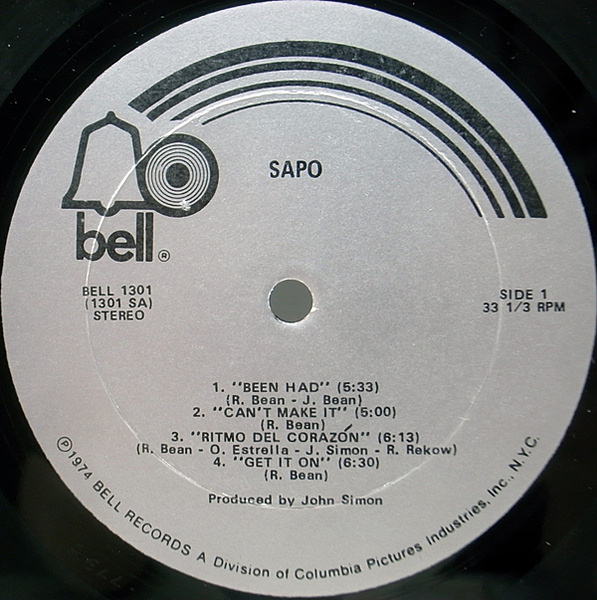 SAPO
bell®
BELL 1301
(1301 SA)
STEREO
SIDE 1
33 1/3 RPM
1. "BEEN HAD" (5:33)
(R. Bean - J. Bean)
2. "CAN'T MAKE IT" (5:00)
(R. Bean)
3. "RITMO DEL CORAZÓN" (6:13)
(R. Bean - O. Estrella - J. Simon - R. Rekow)
4. "GET IT ON" (6:30)
(R. Bean)
Produced by John Simon
℗1974 BELL RECORDS A Division of Columbia Pictures Industries, Inc., N.Y.C.